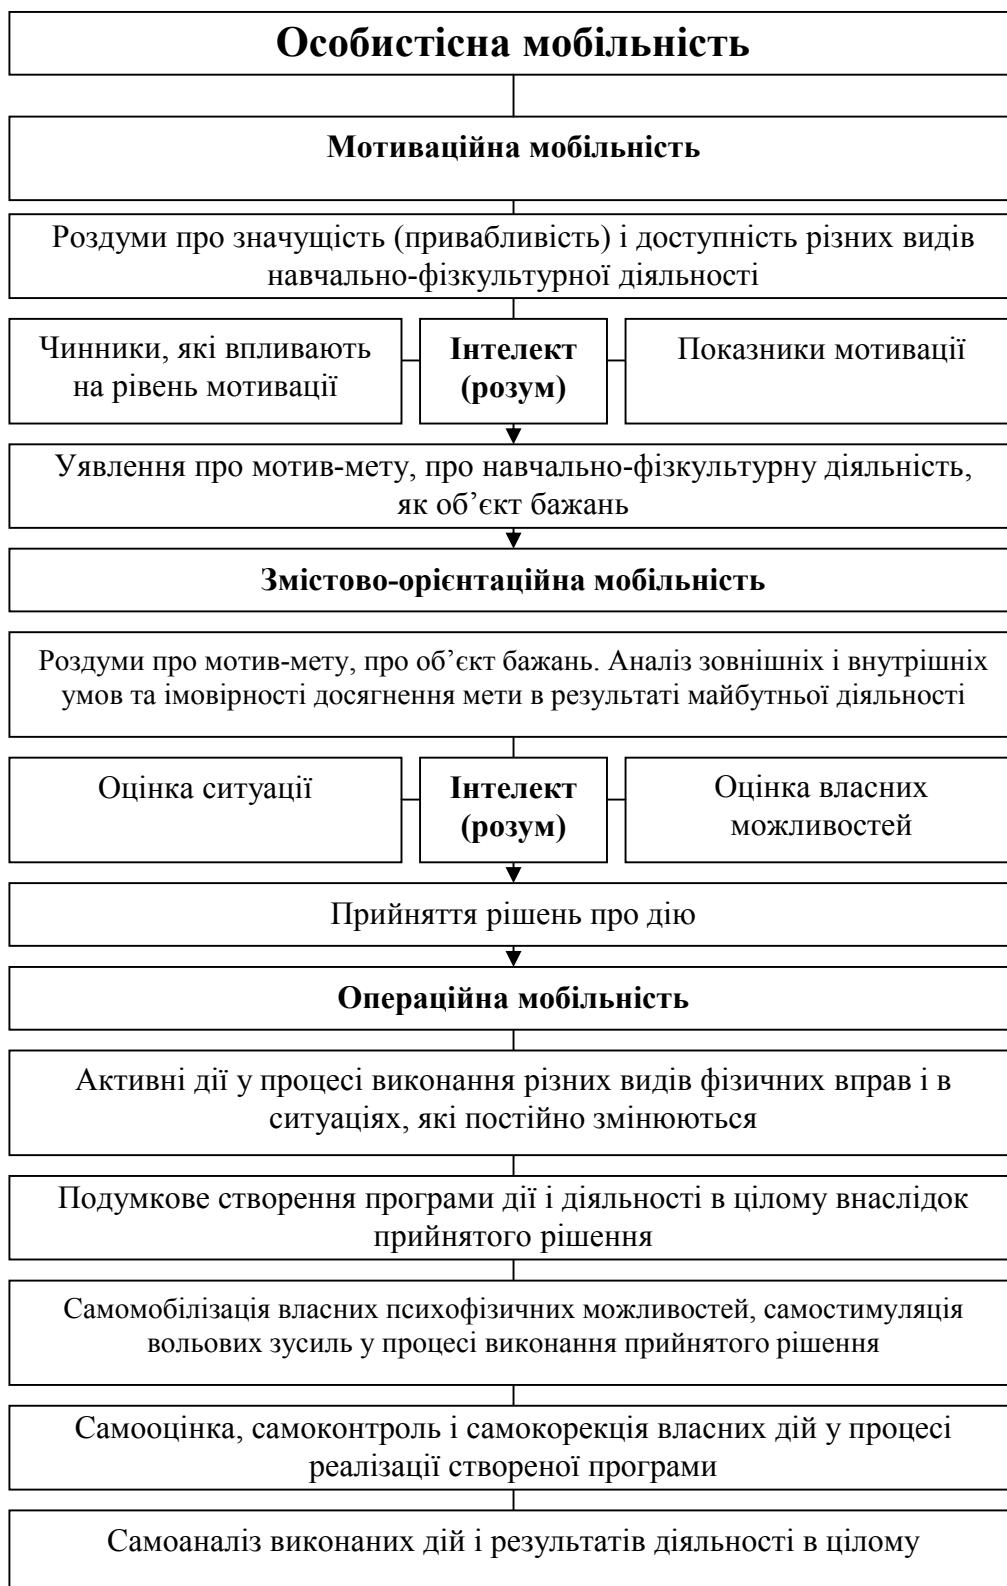 Особистісна мобільність
Мотиваційна мобільність
Роздуми про значущість (привабливість) і доступність різних видів
навчально-фізкультурної діяльності
Чинники, які впливають
на рівень мотивації
Інтелект
(розум)
Показники мотивації
Уявлення про мотив-мету, про навчально-фізкультурну діяльність,
як об’єкт бажань
Змістово-орієнтаційна мобільність
Роздуми про мотив-мету, про об’єкт бажань. Аналіз зовнішніх і внутрішніх
умов та імовірності досягнення мети в результаті майбутньої діяльності
Оцінка ситуації
Інтелект
(розум)
Оцінка власних
можливостей
Прийняття рішень про дію
Операційна мобільність
Активні дії у процесі виконання різних видів фізичних вправ і в
ситуаціях, які постійно змінюються
Подумкове створення програми дії і діяльності в цілому внаслідок
прийнятого рішення
Самомобілізація власних психофізичних можливостей, самостимуляція
вольових зусиль у процесі виконання прийнятого рішення
Самооцінка, самоконтроль і самокорекція власних дій у процесі
реалізації створеної програми
Самоаналіз виконаних дій і результатів діяльності в цілому